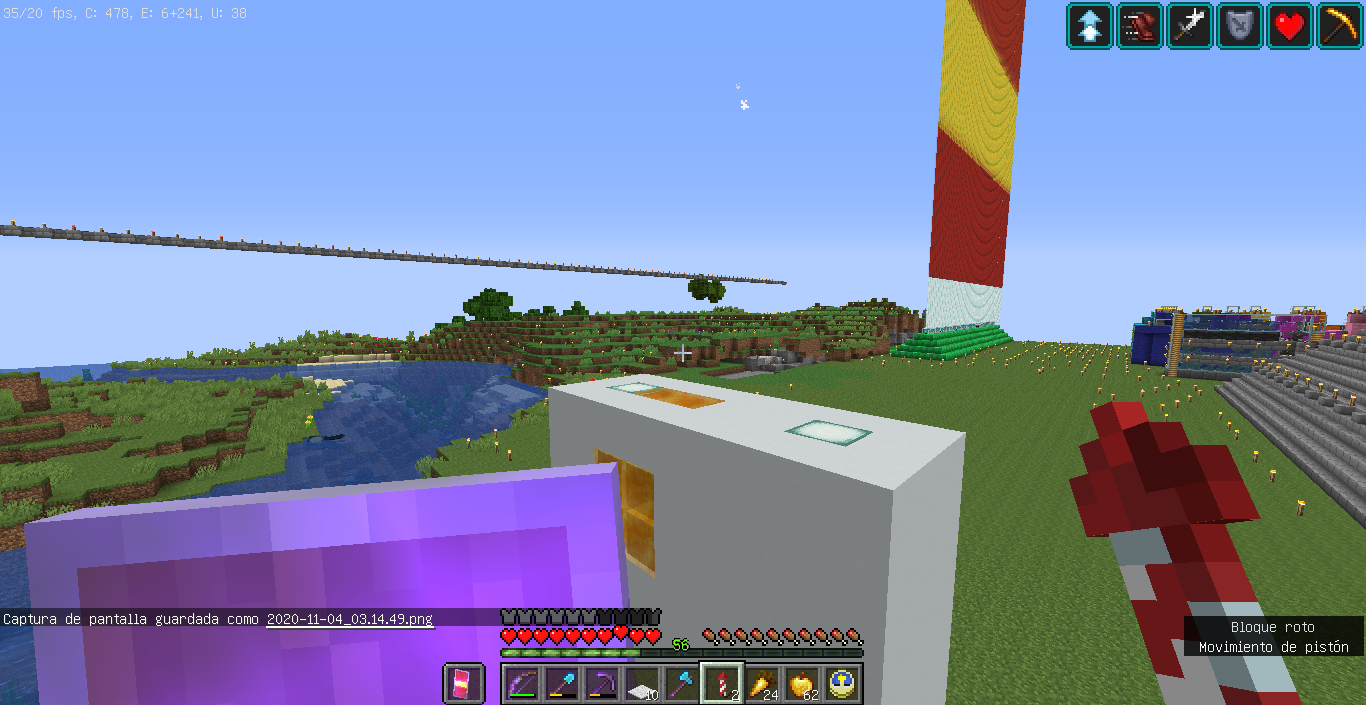 35/20 fps, C: 478, E: 6+241, U: 38
Captura de pantalla guardada como 2020-11-04_03.14.49.png
56
Bloque roto
Movimiento de pistón
10
2
24
62